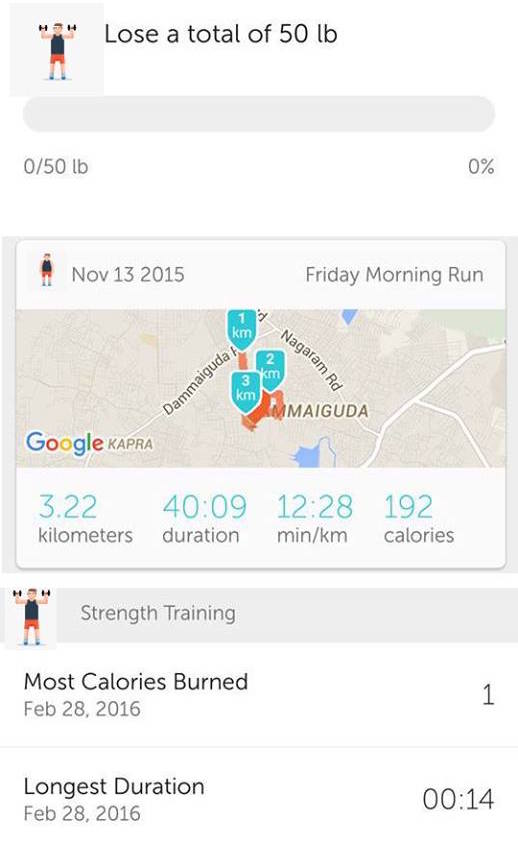 Lose a total of 50 lb
0/50 lb 0%
Nov 13 2015 Friday Morning Run
1
km
Nagaram Rd
Dammaiguda
2
km
3
km
MMAIGUDA
Google KAPRA
3.22 40:09 12:28 192
kilometers duration min/km calories
Strength Training
Most Calories Burned
Feb 28, 2016
1
Longest Duration
Feb 28, 2016
00:14